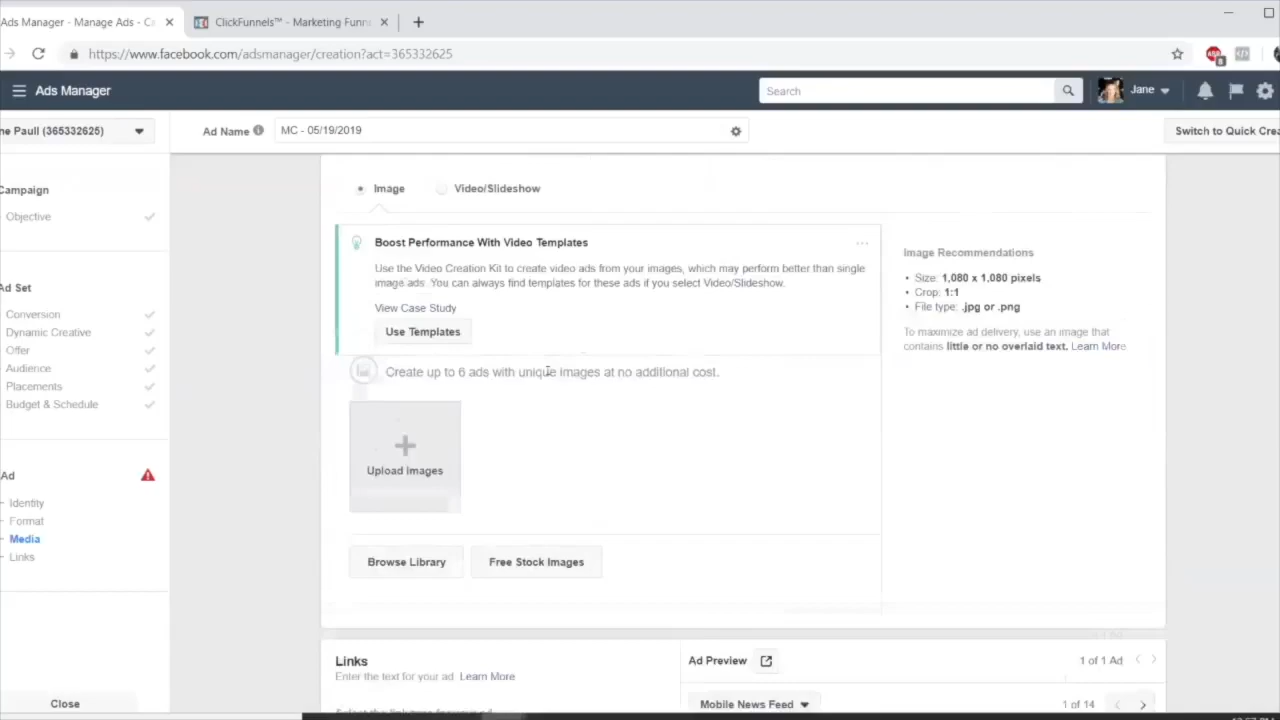 Ads Manager - Manage Ads - Ca
ClickFunnels™ - Marketing Funn
https://www.facebook.com/adsmanager/creation?act=365332625
ABP
8
Ads Manager
Search
Jane
ne Paull (365332625)
Ad Name
MC - 05/19/2019
Switch to Quick Crea
Campaign
Objective
Ad Set
Conversion
Dynamic Creative
Offer
Audience
Placements
Budget & Schedule
Ad
Identity
Format
Media
Links
Close
Image
Video/Slideshow
Boost Performance With Video Templates
Use the Video Creation Kit to create video ads from your images, which may perform better than single
image ads. You can always find templates for these ads if you select Video/Slideshow.
View Case Study
Use Templates
Create up to 6 ads with unique images at no additional cost.
Upload Images
Browse Library
Free Stock Images
Image Recommendations
• Size: 1,080 x 1,080 pixels
• Crop: 1:1
• File type: .jpg or .png
To maximize ad delivery, use an image that
contains little or no overlaid text. Learn More
Links
Enter the text for your ad. Learn More
Ad Preview
1 of 1 Ad
Mobile News Feed
1 of 14